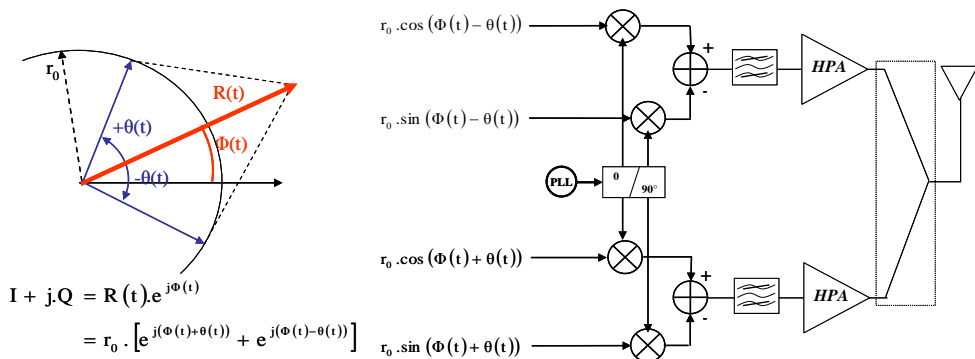 r₀
R(t)
+θ(t)
Φ(t)
-θ(t)
I + j.Q = R(t).e^{jΦ(t)}
= r₀ . [e^{j(Φ(t)+θ(t))} + e^{j(Φ(t)−θ(t))}]
r₀ .cos (Φ(t)− θ(t))
+
-
HPA
r₀ .sin (Φ(t)− θ(t))
PLL
0
90°
r₀ .cos (Φ(t)+ θ(t))
+
-
HPA
r₀ .sin (Φ(t)+ θ(t))